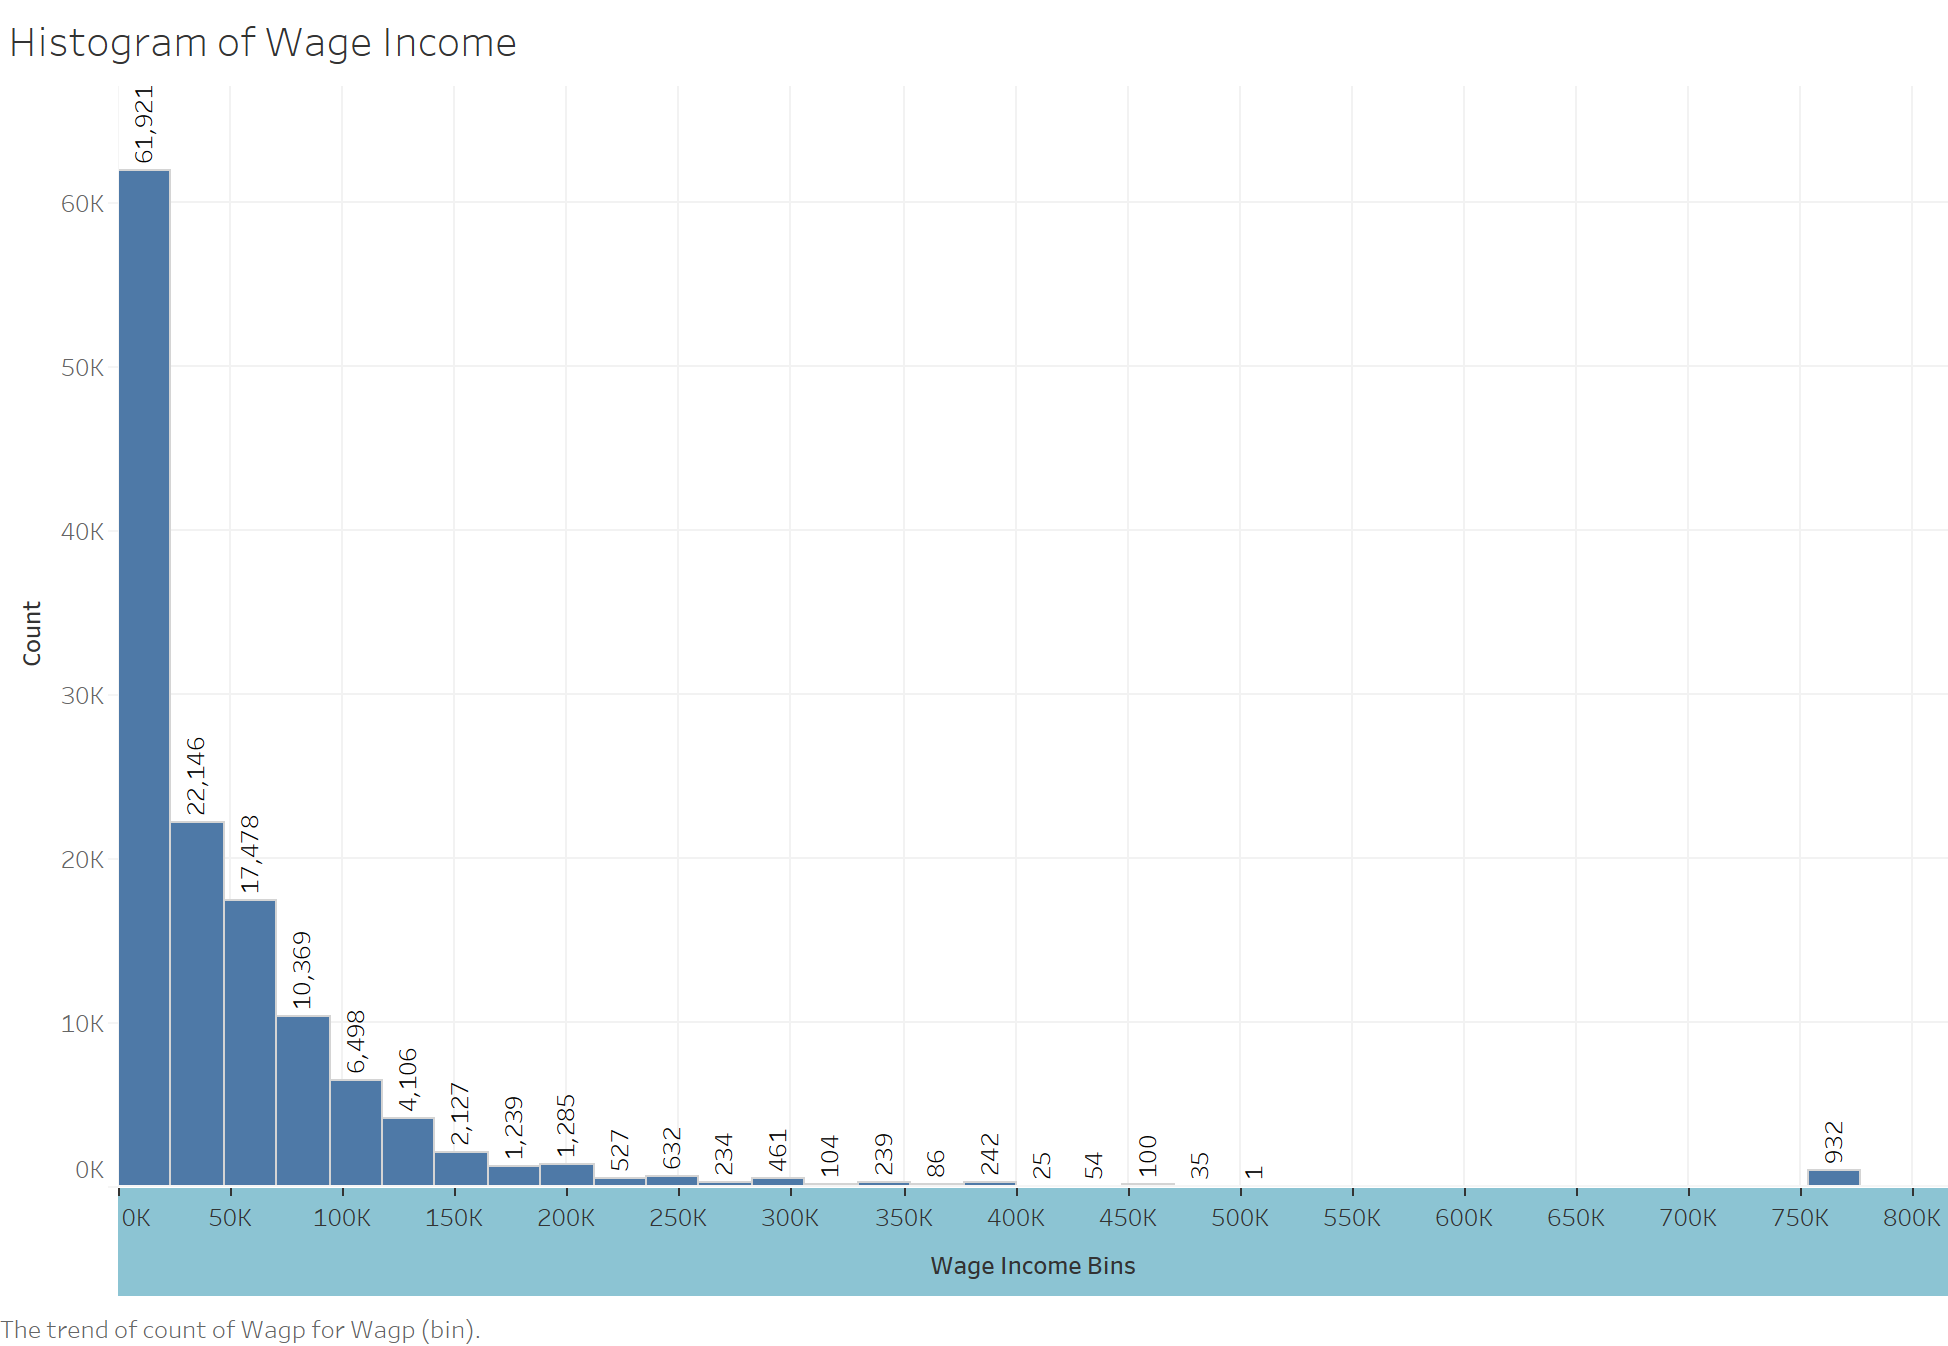 Histogram of Wage Income
61,921
22,146
17,478
10,369
6,498
4,106
2,127
1,239
1,285
527
632
234
461
104
239
86
242
25
54
100
35
1
932
60K
50K
40K
30K
20K
10K
0K
Count
0K 50K 100K 150K 200K 250K 300K 350K 400K 450K 500K 550K 600K 650K 700K 750K 800K
Wage Income Bins
The trend of count of Wagp for Wagp (bin).